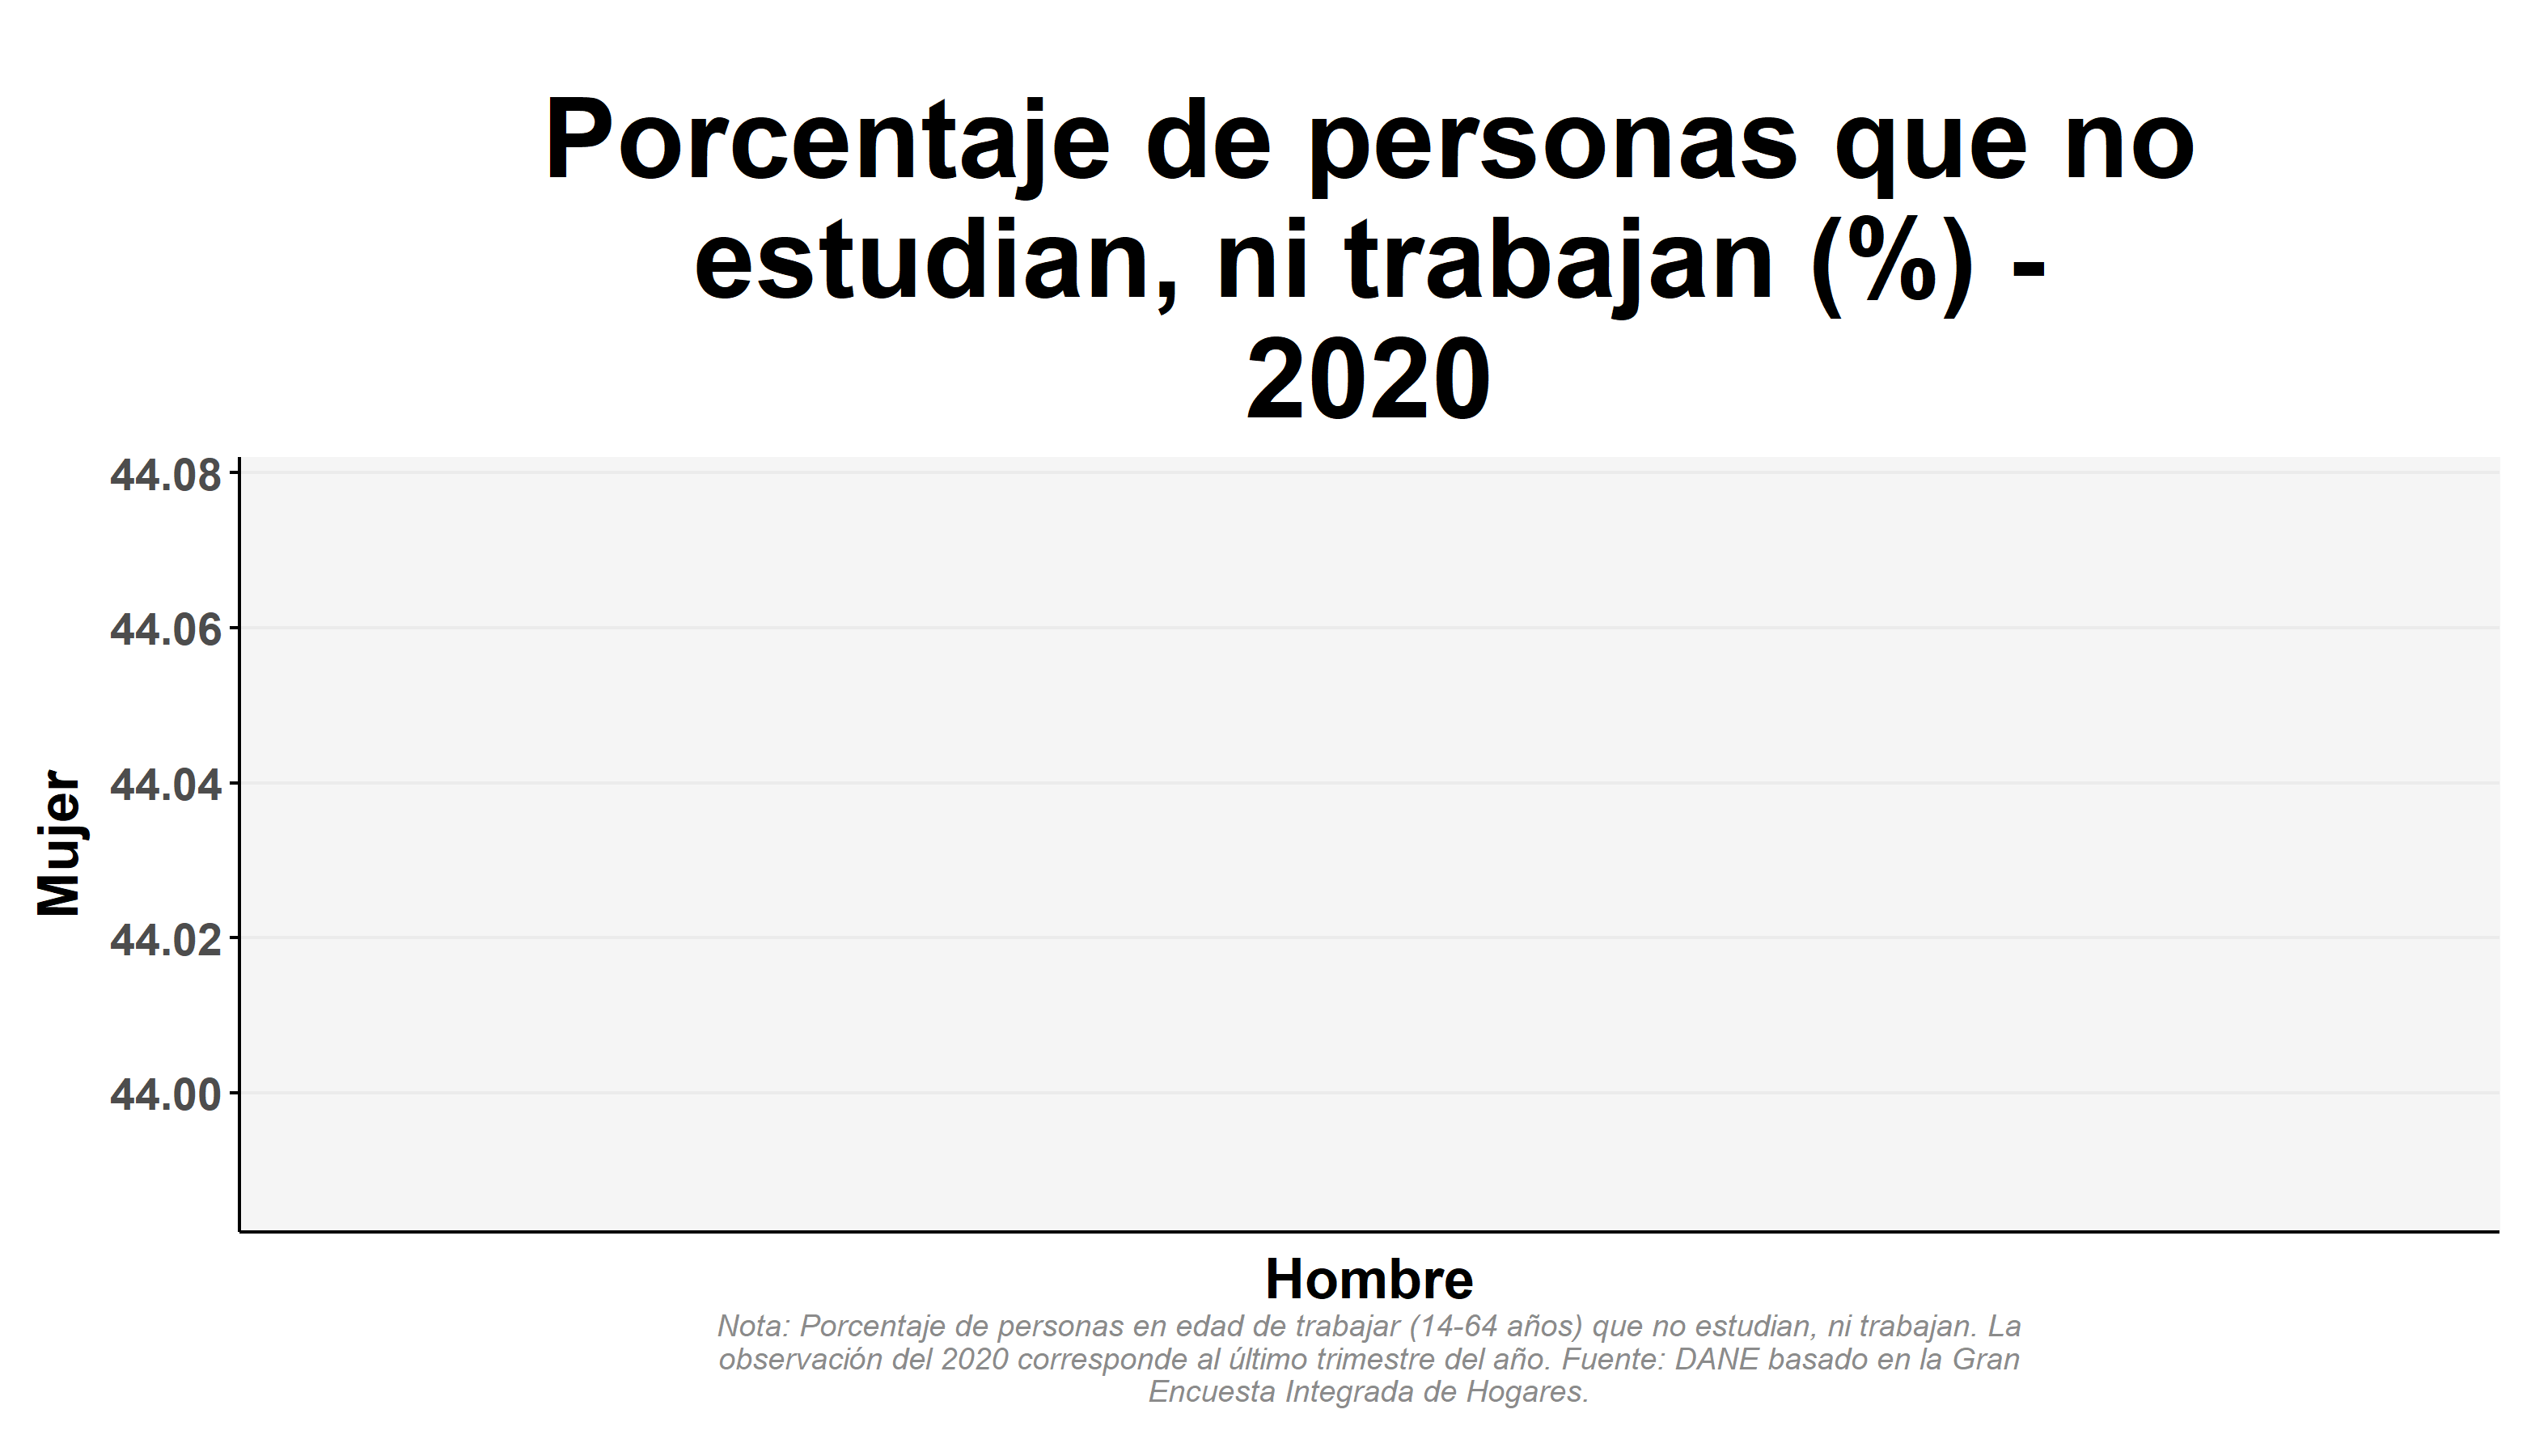 Porcentaje de personas que no
estudian, ni trabajan (%) -
2020
44.08
44.06
44.04
44.02
44.00
Mujer
Hombre
Nota: Porcentaje de personas en edad de trabajar (14-64 años) que no estudian, ni trabajan. La
observación del 2020 corresponde al último trimestre del año. Fuente: DANE basado en la Gran
Encuesta Integrada de Hogares.